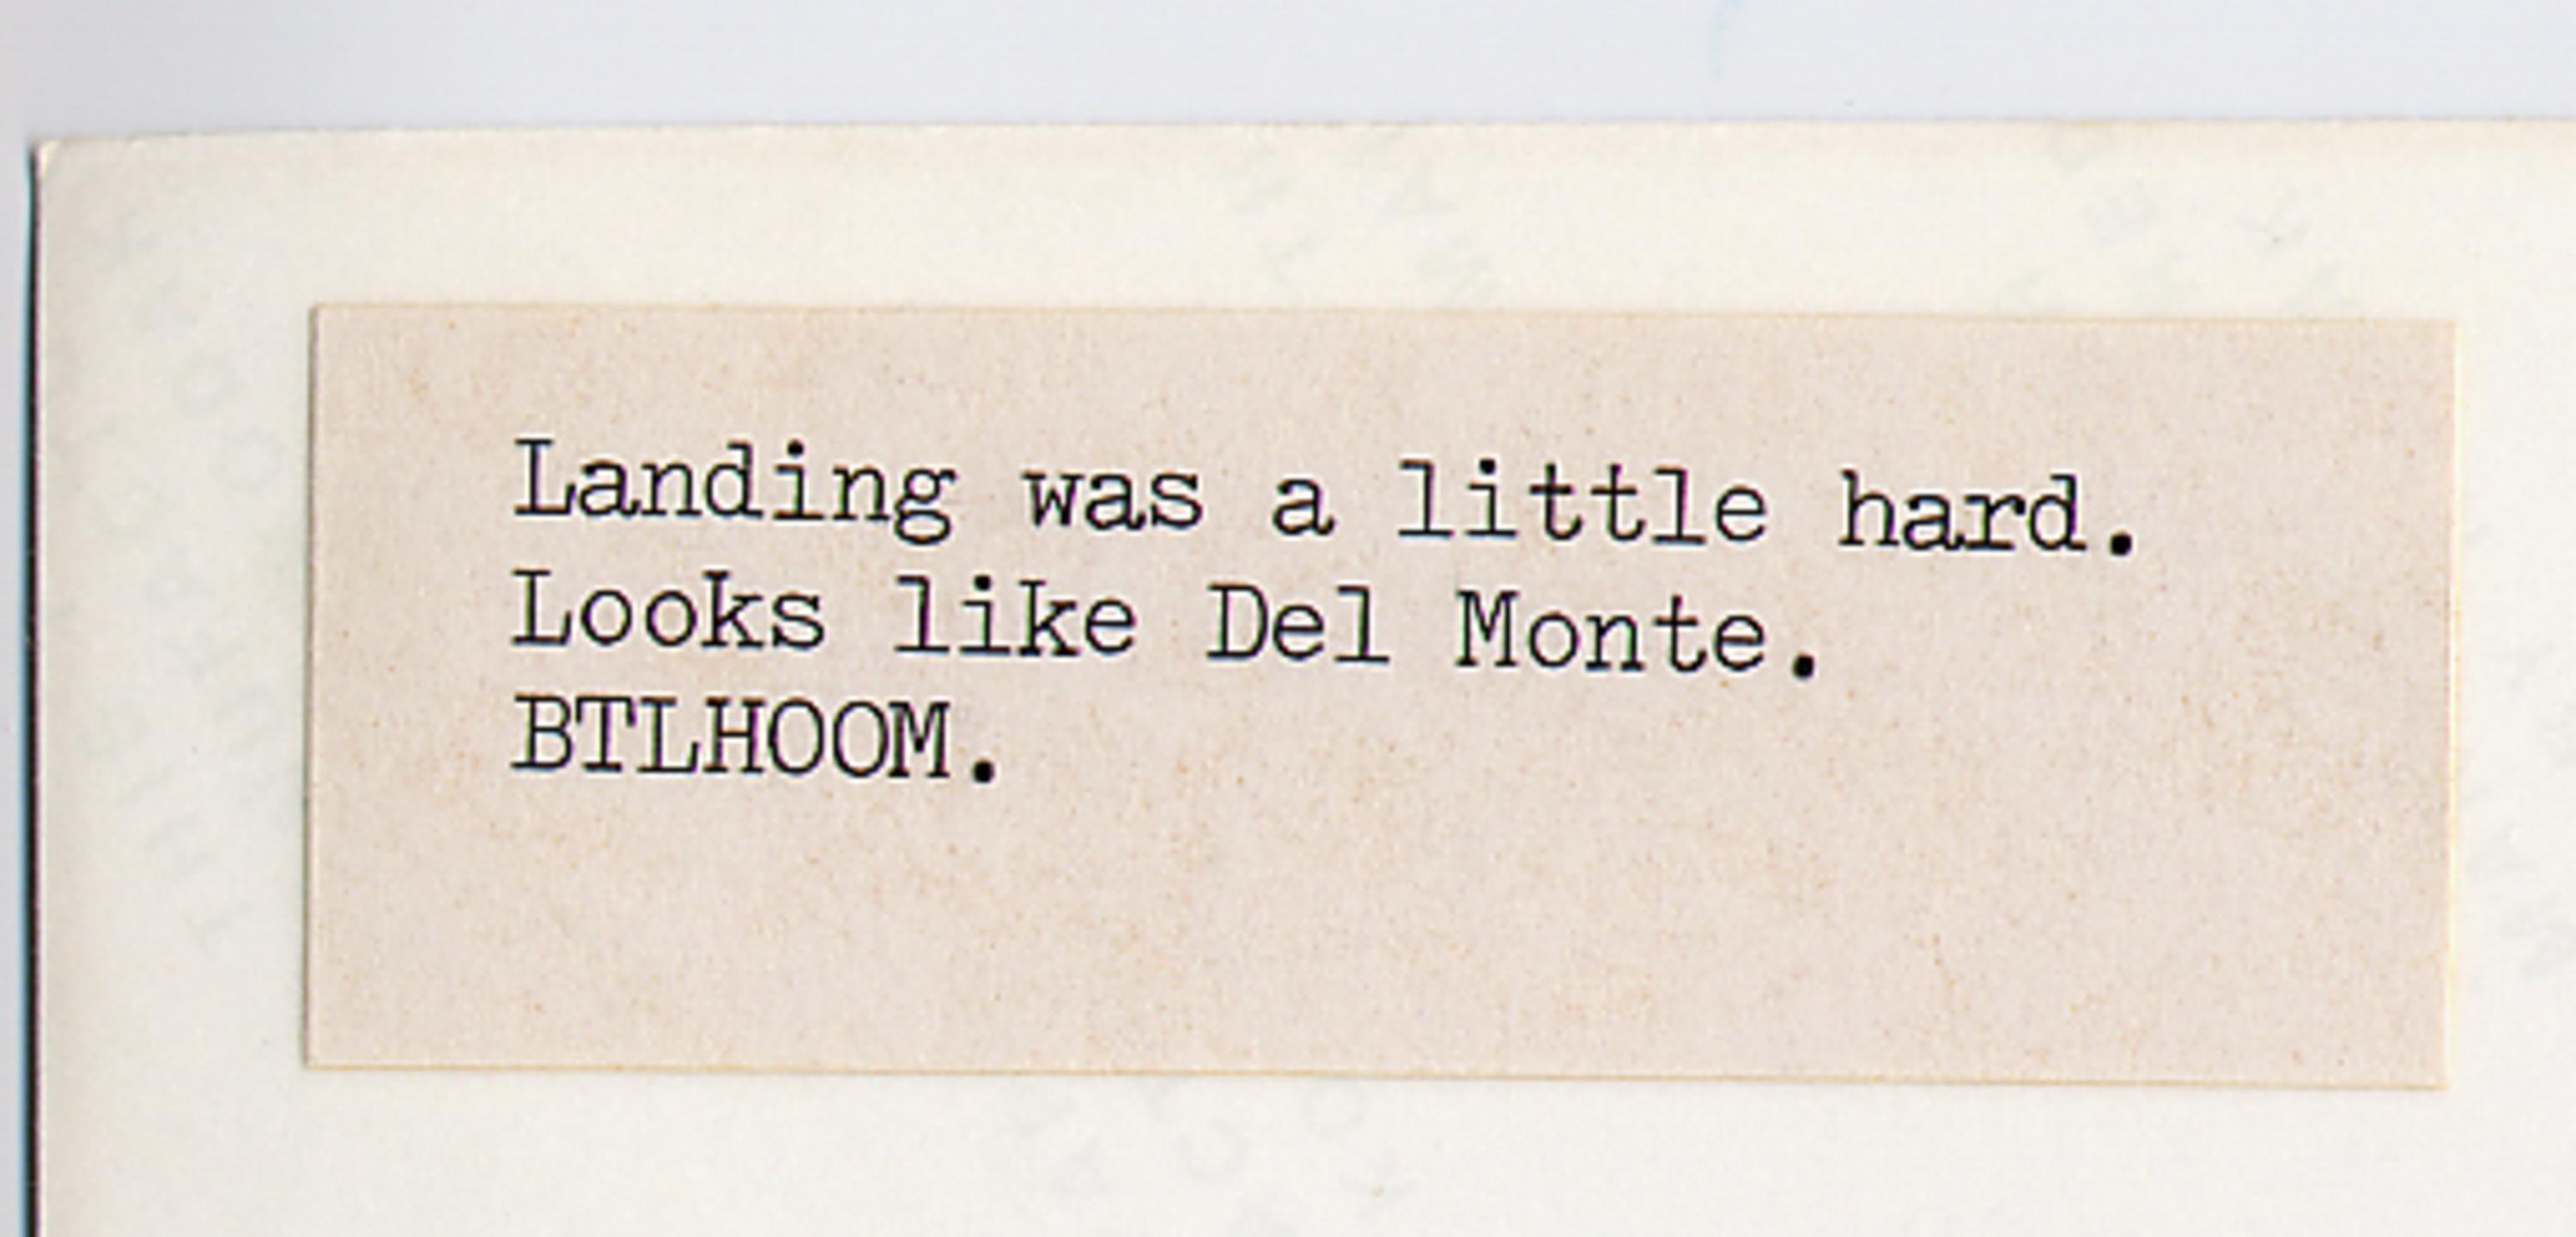 Landing was a little hard.
Looks like Del Monte.
BTLHOOM.